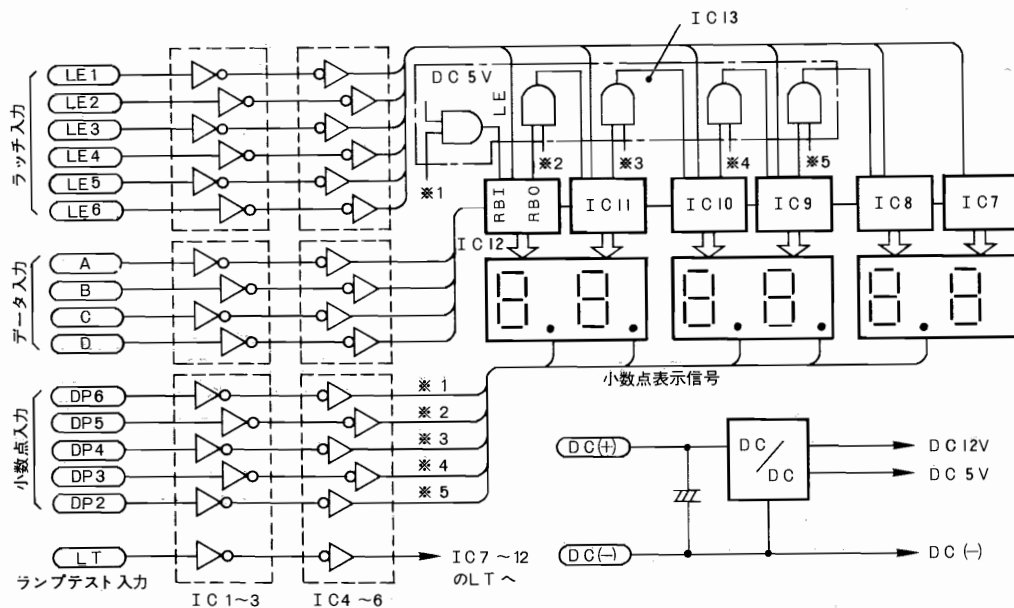 IC13
ラッチ入力
LE1
LE2
LE3
LE4
LE5
LE6
DC 5V
LE
※1
※2
※3
※4
※5
RBI
RBO
IC12
IC11
IC10
IC9
IC8
IC7
データ入力
A
B
C
D
小数点表示信号
小数点入力
DP6
DP5
DP4
DP3
DP2
※1
※2
※3
※4
※5
LT
ランプテスト入力
IC1~3
IC4~6
IC7~12
のLTへ
DC(+)
DC(-)
DC/DC
DC12V
DC 5V
DC(-)